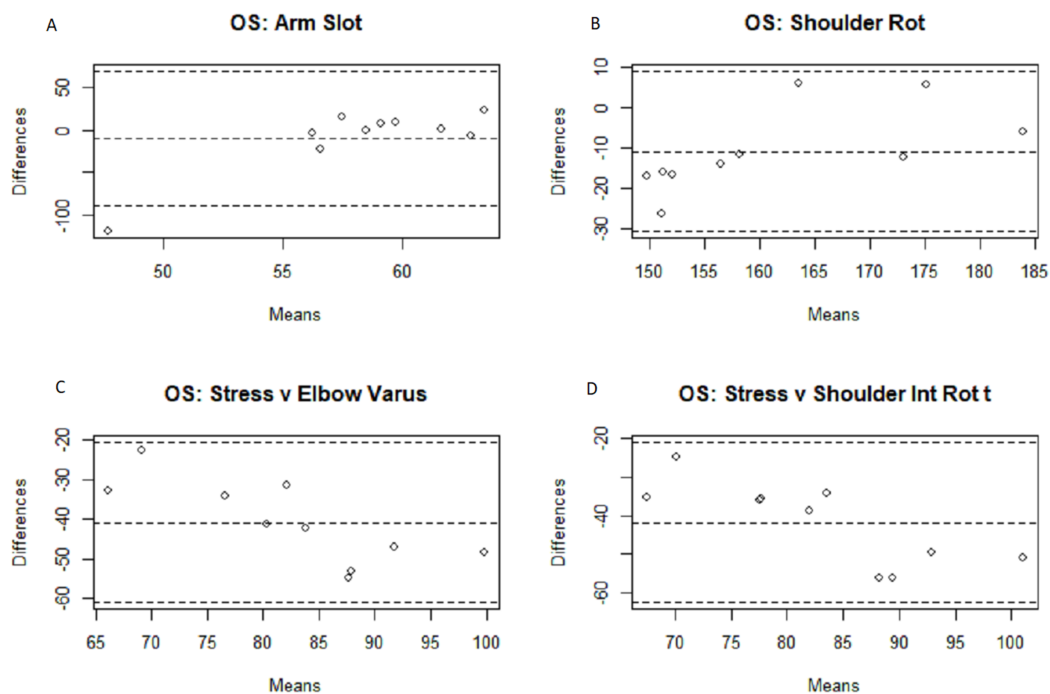 A
OS: Arm Slot
Differences
50
0
-100
50
55
60
Means
B
OS: Shoulder Rot
Differences
10
0
-10
-20
-30
150
155
160
165
170
175
180
185
Means
C
OS: Stress v Elbow Varus
Differences
-20
-30
-40
-50
-60
65
70
75
80
85
90
95
100
Means
D
OS: Stress v Shoulder Int Rot t
Differences
-20
-40
-60
70
75
80
85
90
95
100
Means